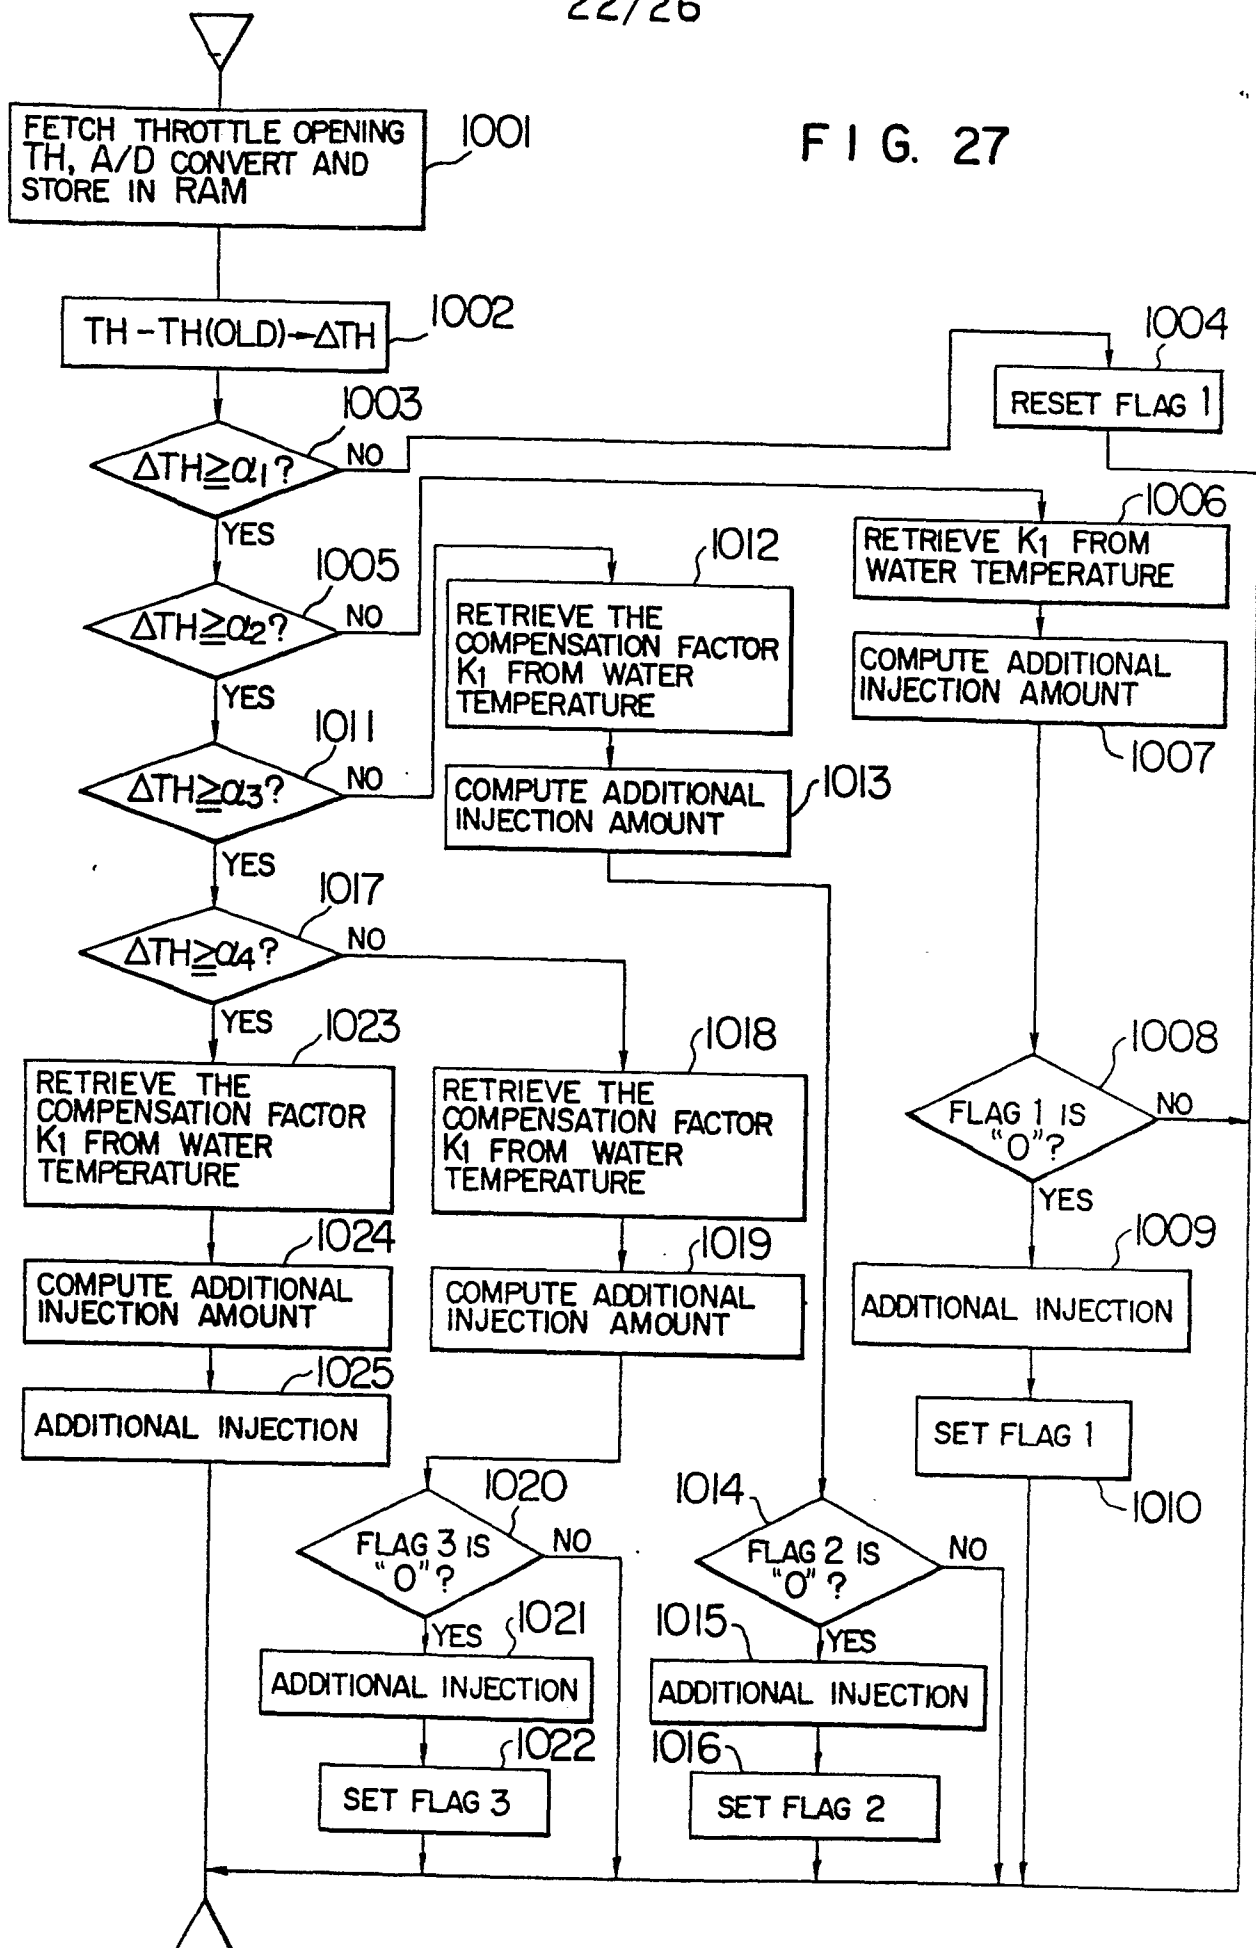 22/26
FIG. 27
FETCH THROTTLE OPENING
TH, A/D CONVERT AND
STORE IN RAM
1001
TH-TH(OLD)→ΔTH
1002
1003
ΔTH≧α1?
NO
YES
1004
RESET FLAG 1
1005
ΔTH≧α2?
NO
YES
1006
RETRIEVE K1 FROM
WATER TEMPERATURE
COMPUTE ADDITIONAL
INJECTION AMOUNT
1007
1011
ΔTH≧α3?
NO
YES
1012
RETRIEVE THE
COMPENSATION FACTOR
K1 FROM WATER
TEMPERATURE
COMPUTE ADDITIONAL
INJECTION AMOUNT
1013
1017
ΔTH≧α4?
NO
YES
1023
RETRIEVE THE
COMPENSATION FACTOR
K1 FROM WATER
TEMPERATURE
1018
RETRIEVE THE
COMPENSATION FACTOR
K1 FROM WATER
TEMPERATURE
1008
FLAG 1 IS
"0"?
NO
YES
1024
COMPUTE ADDITIONAL
INJECTION AMOUNT
1019
COMPUTE ADDITIONAL
INJECTION AMOUNT
1009
ADDITIONAL INJECTION
1025
ADDITIONAL INJECTION
SET FLAG 1
1010
1020
FLAG 3 IS
"0"?
NO
YES
1014
FLAG 2 IS
"0"?
NO
YES
1021
ADDITIONAL INJECTION
1015
ADDITIONAL INJECTION
1022
SET FLAG 3
1016
SET FLAG 2